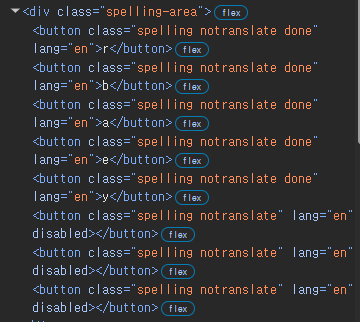 <div class="spelling-area"> flex
<button class="spelling notranslate done"
lang="en">r</button> flex
<button class="spelling notranslate done"
lang="en">b</button> flex
<button class="spelling notranslate done"
lang="en">a</button> flex
<button class="spelling notranslate done"
lang="en">e</button> flex
<button class="spelling notranslate done"
lang="en">y</button> flex
<button class="spelling notranslate" lang="en"
disabled></button> flex
<button class="spelling notranslate" lang="en"
disabled></button> flex
<button class="spelling notranslate" lang="en"
disabled></button> flex